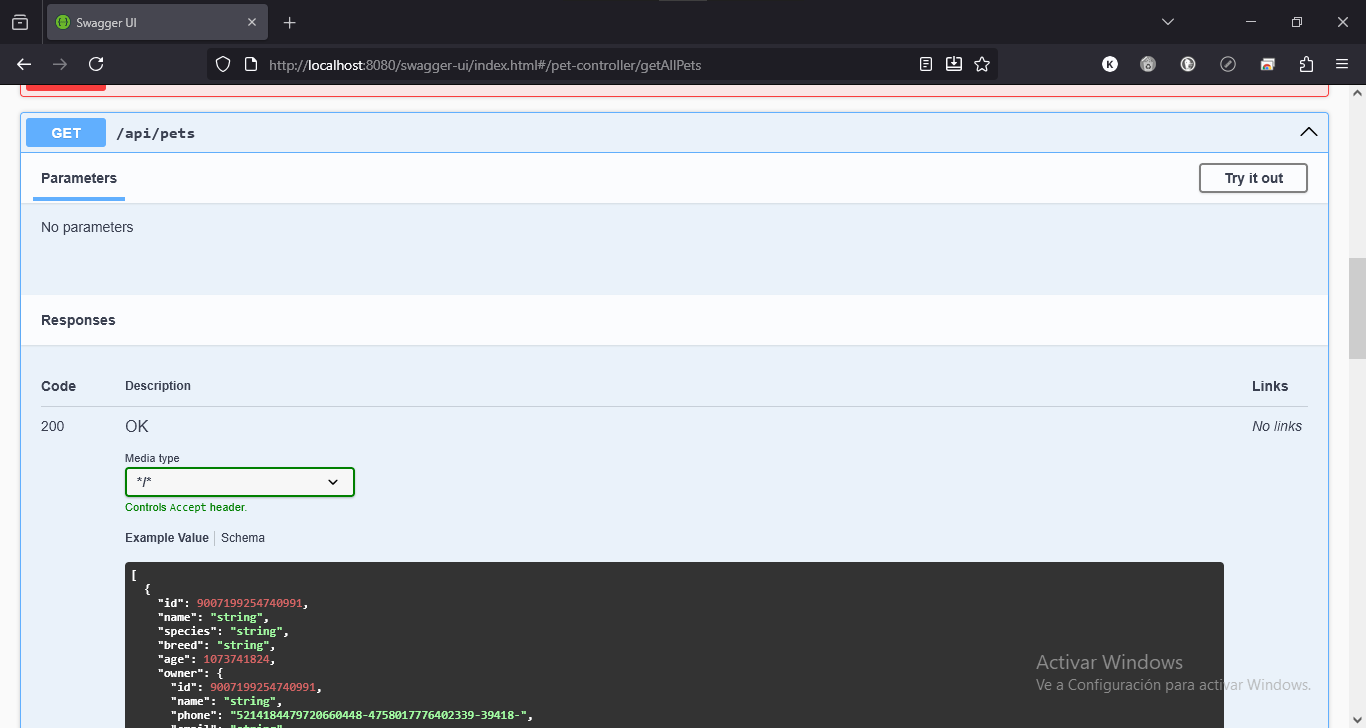 Swagger UI
http://localhost:8080/swagger-ui/index.html#/pet-controller/getAllPets
K
GET /api/pets
Parameters
Try it out
No parameters
Responses
Code Description Links
200 OK No links
Media type
*/*
Controls Accept header.
Example Value Schema
[
{
"id": 9007199254740991,
"name": "string",
"species": "string",
"breed": "string",
"age": 1073741824,
"owner": {
"id": 9007199254740991,
"name": "string",
"phone": "5214184479720660448-4758017776402339-39418-",
"email": "string"
Activar Windows
Ve a Configuración para activar Windows.